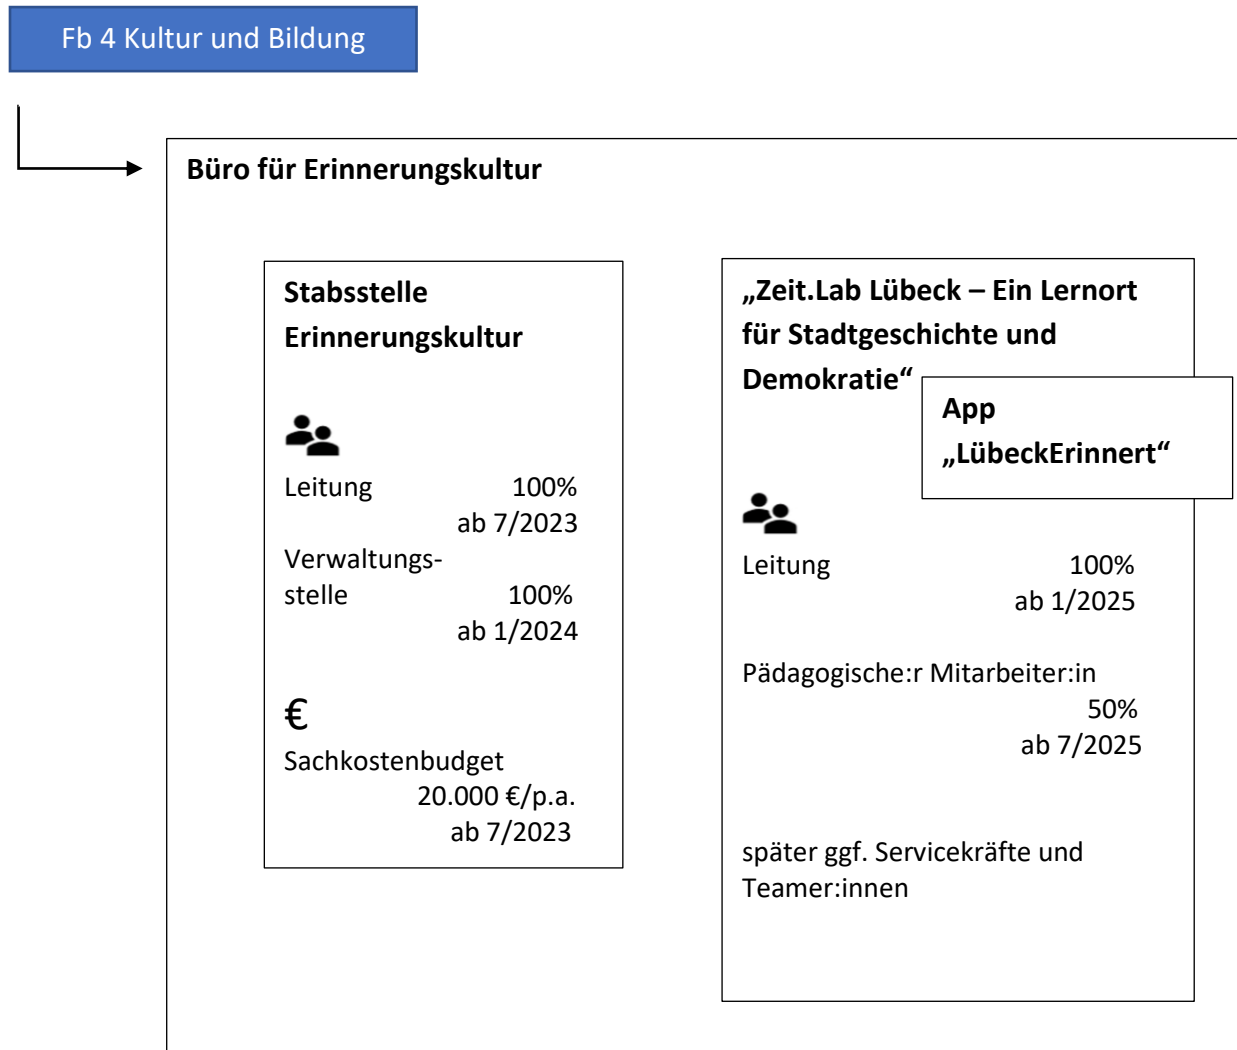 Fb 4 Kultur und Bildung
Büro für Erinnerungskultur
Stabsstelle
Erinnerungskultur
Leitung 100%
ab 7/2023
Verwaltungs-
stelle 100%
ab 1/2024
€
Sachkostenbudget
20.000 €/p.a.
ab 7/2023
„Zeit.Lab Lübeck – Ein Lernort
für Stadtgeschichte und
Demokratie“
App
„LübeckErinnert“
Leitung 100%
ab 1/2025
Pädagogische:r Mitarbeiter:in
50%
ab 7/2025
später ggf. Servicekräfte und
Teamer:innen